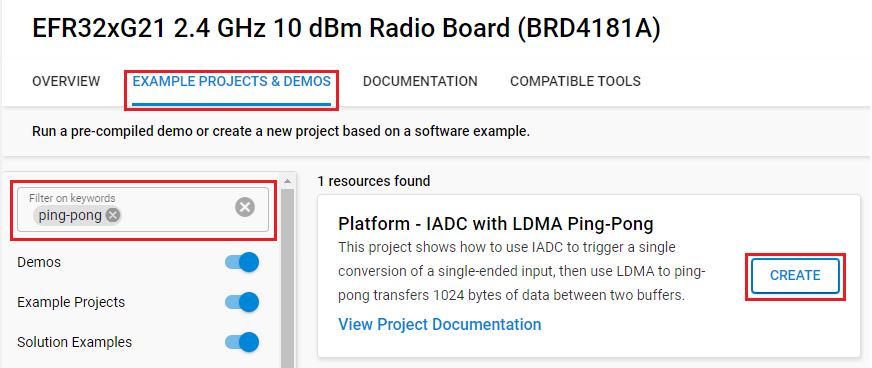 EFR32xG21 2.4 GHz 10 dBm Radio Board (BRD4181A)
OVERVIEW
EXAMPLE PROJECTS & DEMOS
DOCUMENTATION
COMPATIBLE TOOLS
Run a pre-compiled demo or create a new project based on a software example.
Filter on keywords
ping-pong
Demos
Example Projects
Solution Examples
1 resources found
Platform - IADC with LDMA Ping-Pong
This project shows how to use IADC to trigger a single
conversion of a single-ended input, then use LDMA to ping-
pong transfers 1024 bytes of data between two buffers.
View Project Documentation
CREATE